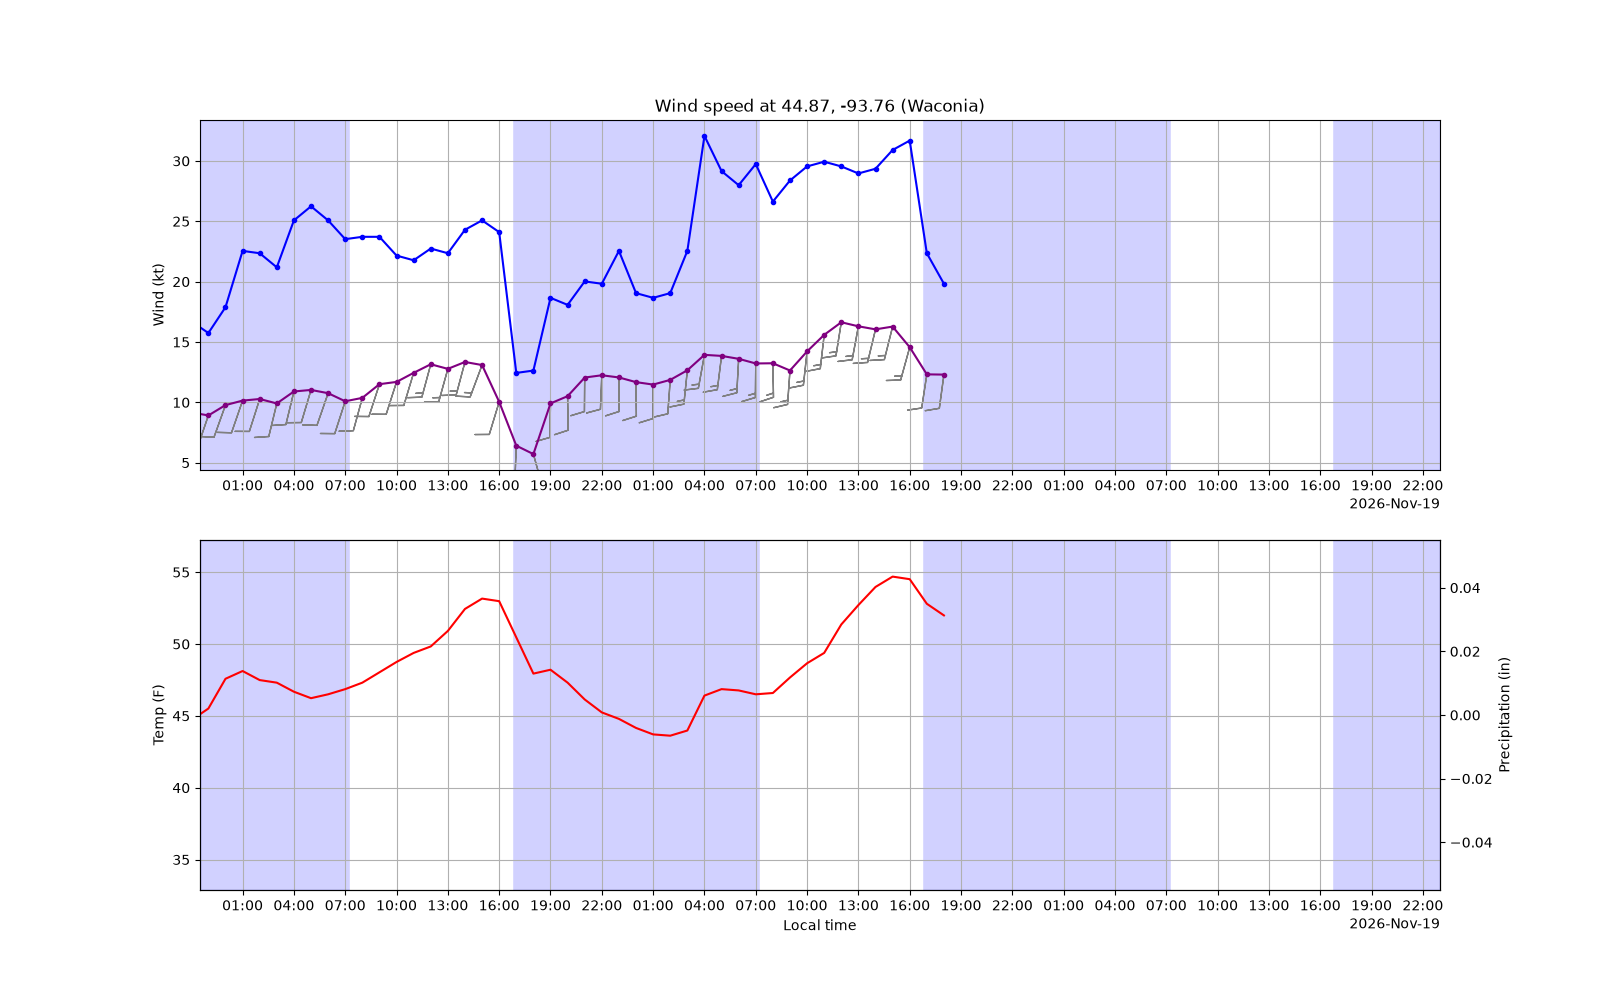 Wind speed at 44.87, -93.76 (Waconia)
Wind (kt)
30
25
20
15
10
5
01:00 04:00 07:00 10:00 13:00 16:00 19:00 22:00 01:00 04:00 07:00 10:00 13:00 16:00 19:00 22:00 01:00 04:00 07:00 10:00 13:00 16:00 19:00 22:00
2026-Nov-19
Temp (F)
55
50
45
40
35
0.04
0.02
0.00
−0.02
−0.04
Precipitation (in)
01:00 04:00 07:00 10:00 13:00 16:00 19:00 22:00 01:00 04:00 07:00 10:00 13:00 16:00 19:00 22:00 01:00 04:00 07:00 10:00 13:00 16:00 19:00 22:00
Local time
2026-Nov-19